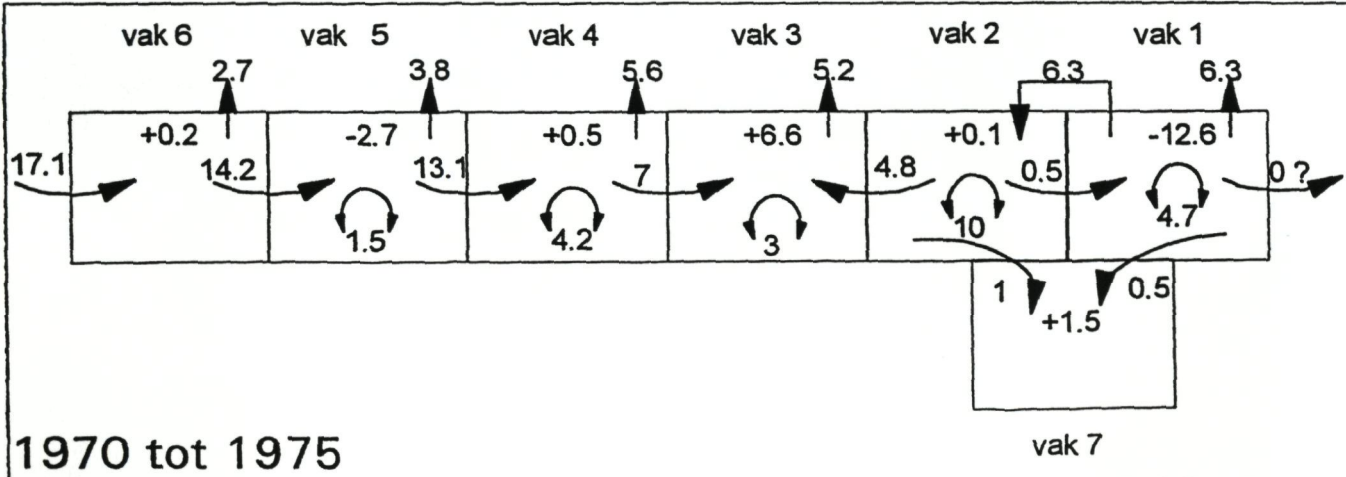 vak 6 vak 5 vak 4 vak 3 vak 2 vak 1
2.7 3.8 5.6 5.2 6.3 6.3
+0.2 -2.7 +0.5 +6.6 +0.1 -12.6
17.1 14.2 13.1 7 4.8 0.5 0 ?
1.5 4.2 3 10 4.7
1 0.5
+1.5
1970 tot 1975
vak 7